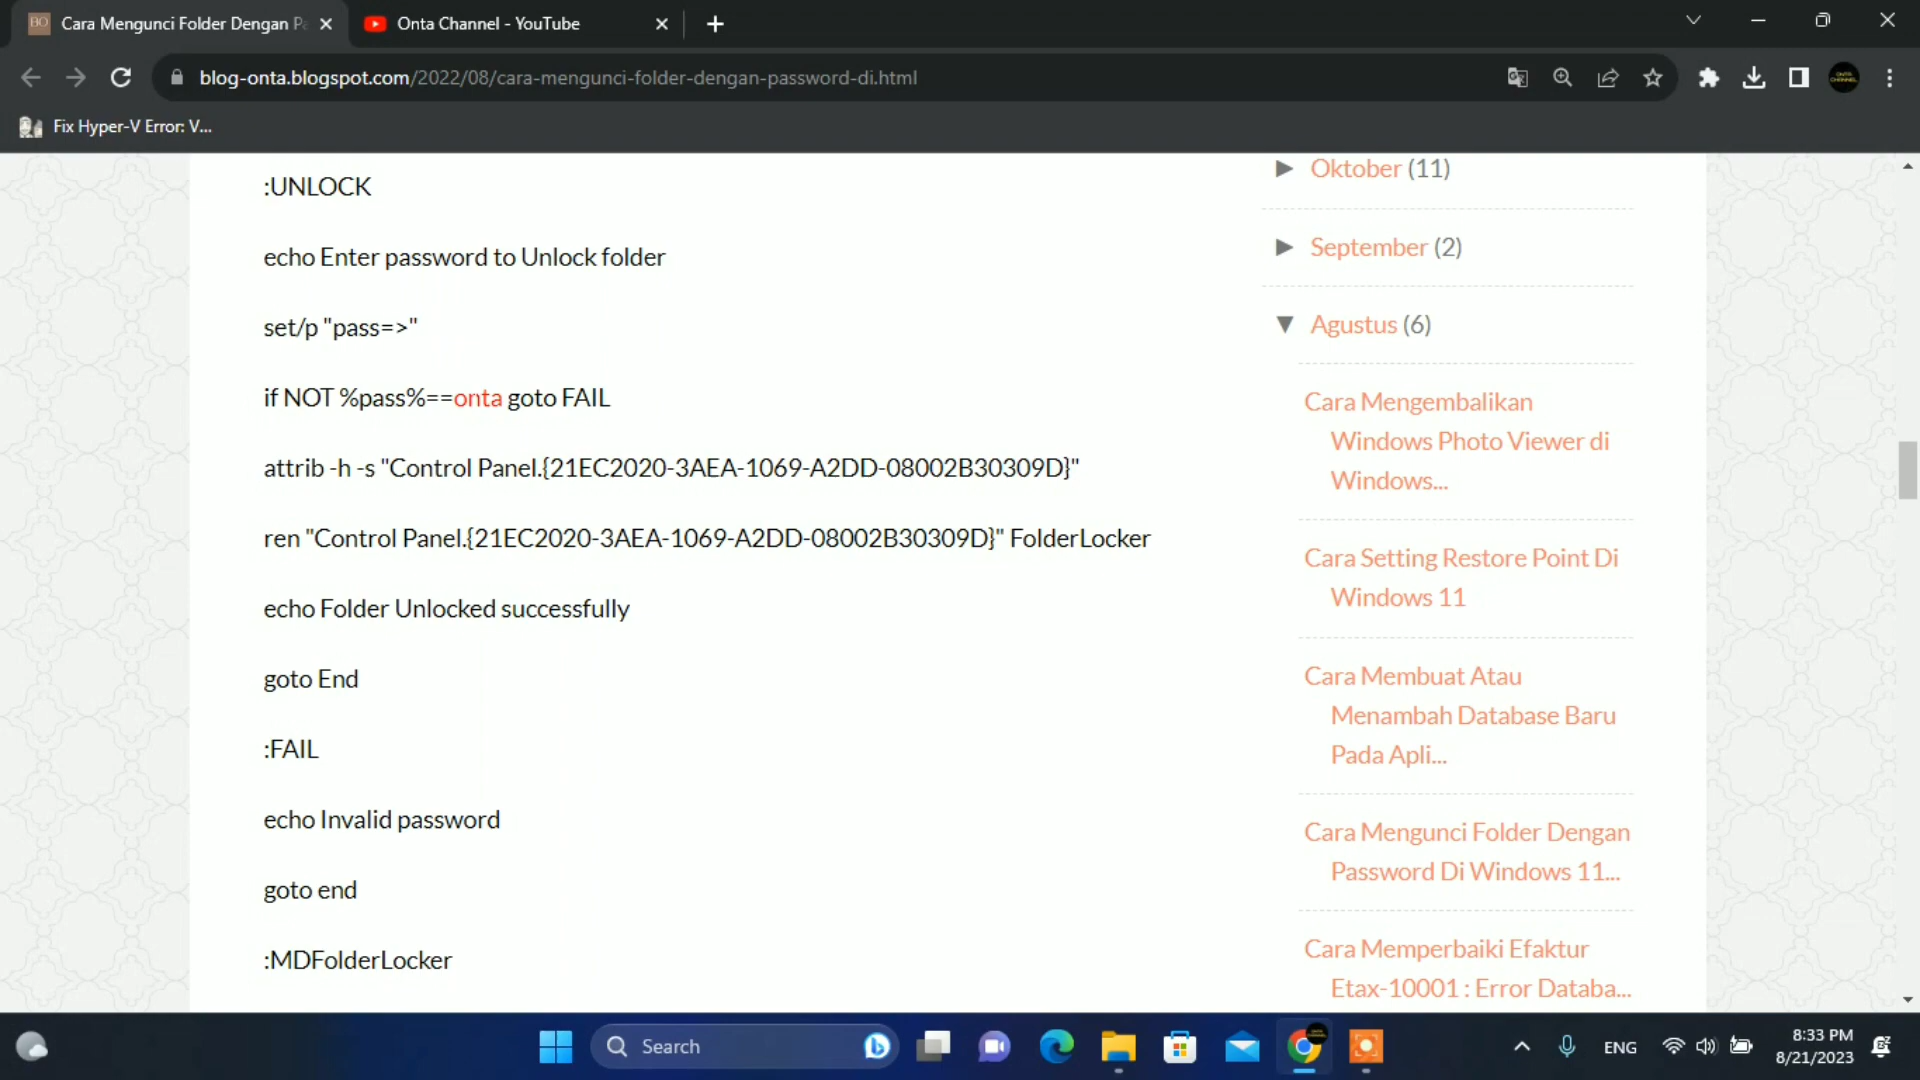 Cara Mengunci Folder Dengan
Onta Channel - YouTube
blog-onta.blogspot.com/2022/08/cara-mengunci-folder-dengan-password-di.html
Fix Hyper-V Error: V...
:UNLOCK
echo Enter password to Unlock folder
set/p "pass=>"
if NOT %pass%==onta goto FAIL
attrib -h -s "Control Panel.{21EC2020-3AEA-1069-A2DD-08002B30309D}"
ren "Control Panel.{21EC2020-3AEA-1069-A2DD-08002B30309D}" FolderLocker
echo Folder Unlocked successfully
goto End
:FAIL
echo Invalid password
goto end
:MDFolderLocker
► Oktober (11)
► September (2)
▼ Agustus (6)
Cara Mengembalikan
Windows Photo Viewer di
Windows...
Cara Setting Restore Point Di
Windows 11
Cara Membuat Atau
Menambah Database Baru
Pada Apli...
Cara Mengunci Folder Dengan
Password Di Windows 11...
Cara Memperbaiki Efaktur
Etax-10001 : Error Databa...
Search
ENG
8:33 PM
8/21/2023